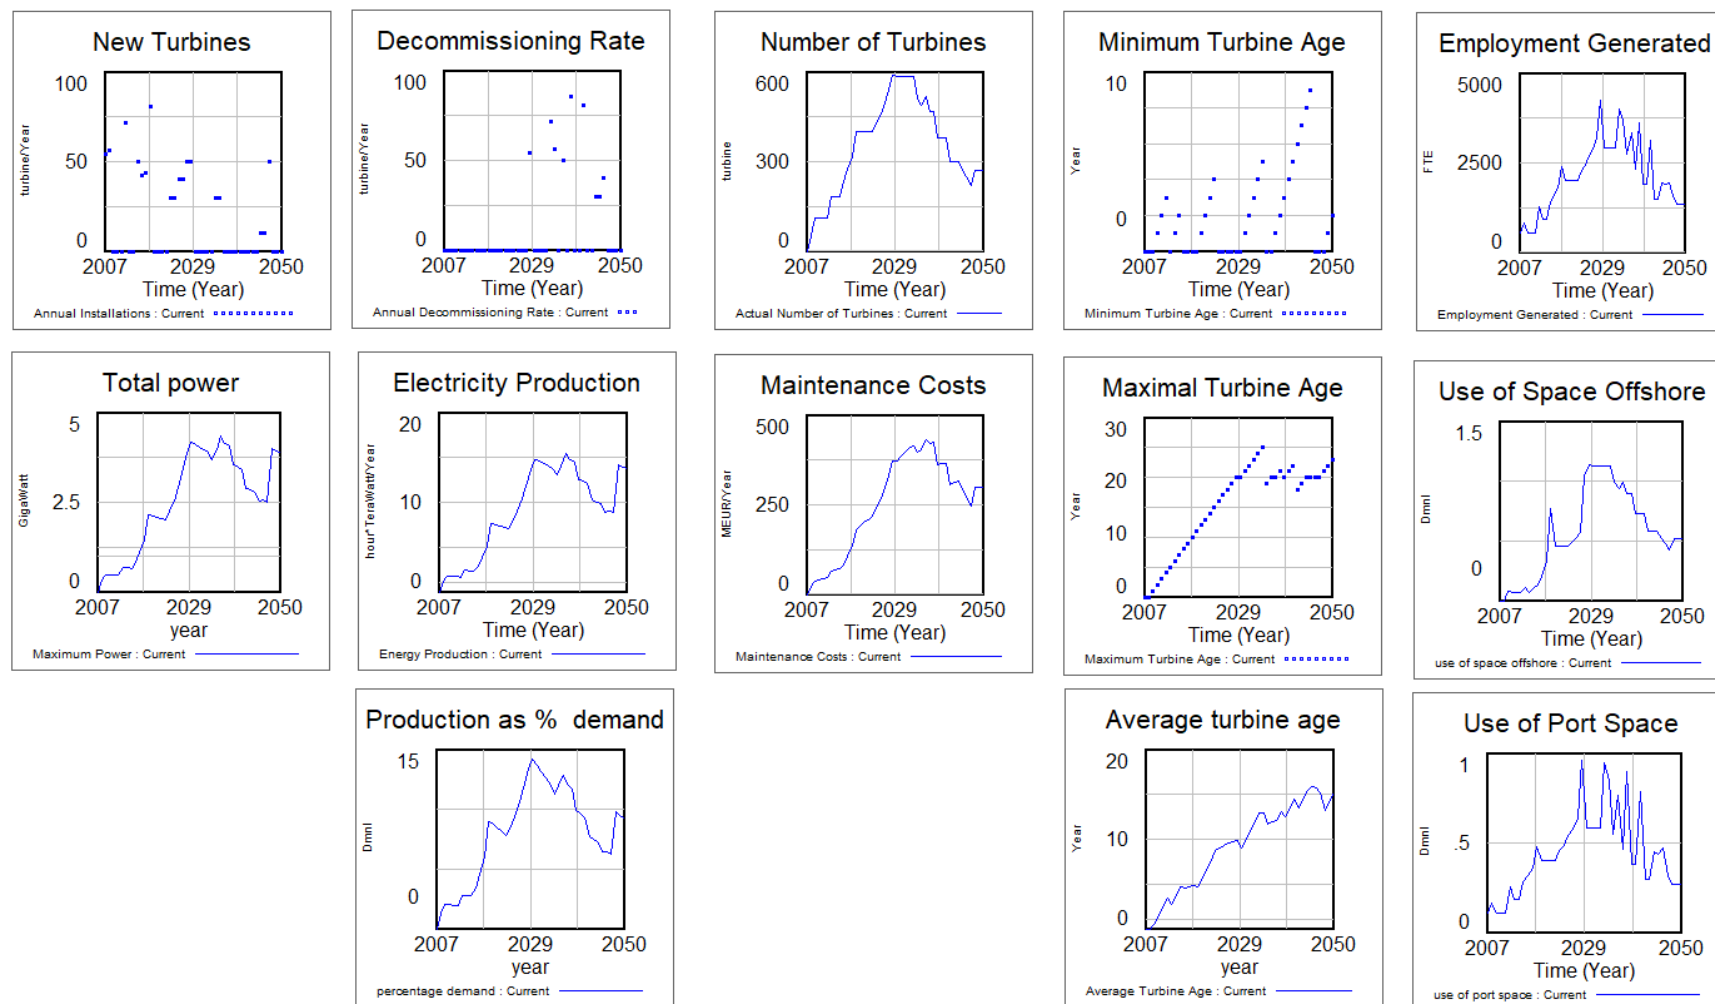 New Turbines
100
50
0
turbine/Year
2007 2029 2050
Time (Year)
Annual Installations : Current
Decommissioning Rate
100
50
0
turbine/Year
2007 2029 2050
Time (Year)
Annual Decommissioning Rate : Current
Number of Turbines
600
300
0
turbine
2007 2029 2050
Time (Year)
Actual Number of Turbines : Current
Minimum Turbine Age
10
0
Year
2007 2029 2050
Time (Year)
Minimum Turbine Age : Current
Employment Generated
5000
2500
0
FTE
2007 2029 2050
Time (Year)
Employment Generated : Current
Total power
5
2.5
0
GigaWatt
2007 2029 2050
year
Maximum Power : Current
Electricity Production
20
10
0
hour*TeraWatt/Year
2007 2029 2050
Time (Year)
Energy Production : Current
Maintenance Costs
500
250
0
MEUR/Year
2007 2029 2050
Time (Year)
Maintenance Costs : Current
Maximal Turbine Age
30
20
10
0
Year
2007 2029 2050
Time (Year)
Maximum Turbine Age : Current
Use of Space Offshore
1.5
0
Dmnl
2007 2029 2050
Time (Year)
use of space offshore : Current
Production as % demand
15
0
Dmnl
2007 2029 2050
year
percentage demand : Current
Average turbine age
20
10
0
Year
2007 2029 2050
year
Average Turbine Age : Current
Use of Port Space
1
.5
0
Dmnl
2007 2029 2050
Time (Year)
use of port space : Current